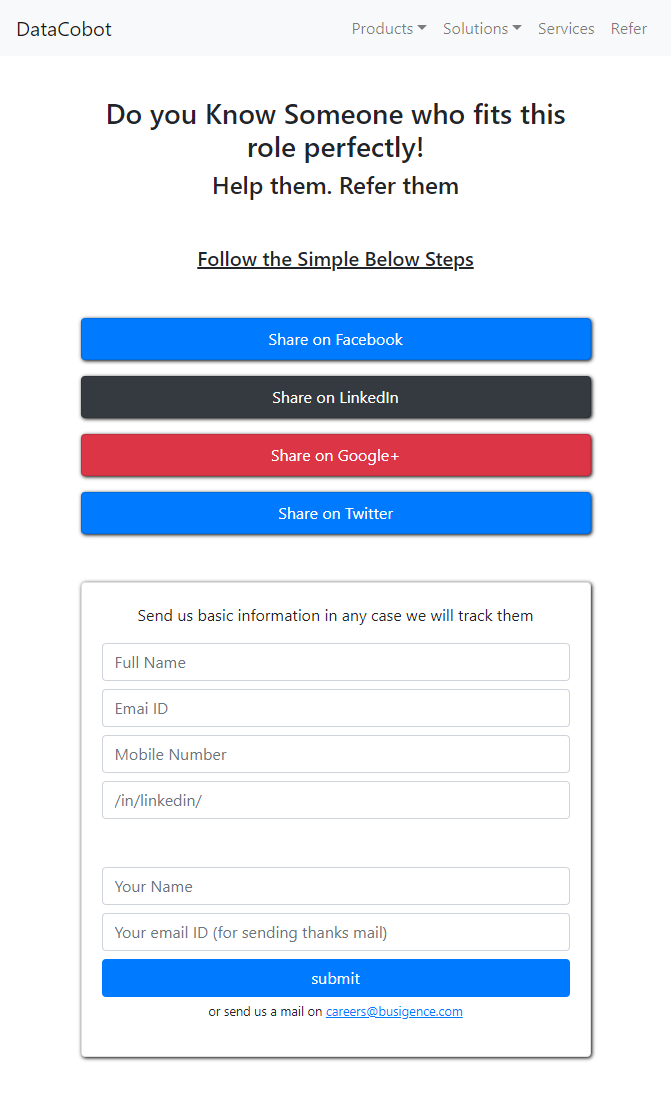 DataCobot
Products Solutions Services Refer
Do you Know Someone who fits this
role perfectly!
Help them. Refer them
Follow the Simple Below Steps
Share on Facebook
Share on LinkedIn
Share on Google+
Share on Twitter
Send us basic information in any case we will track them
Full Name
Emai ID
Mobile Number
/in/linkedin/
Your Name
Your email ID (for sending thanks mail)
submit
or send us a mail on careers@busigence.com